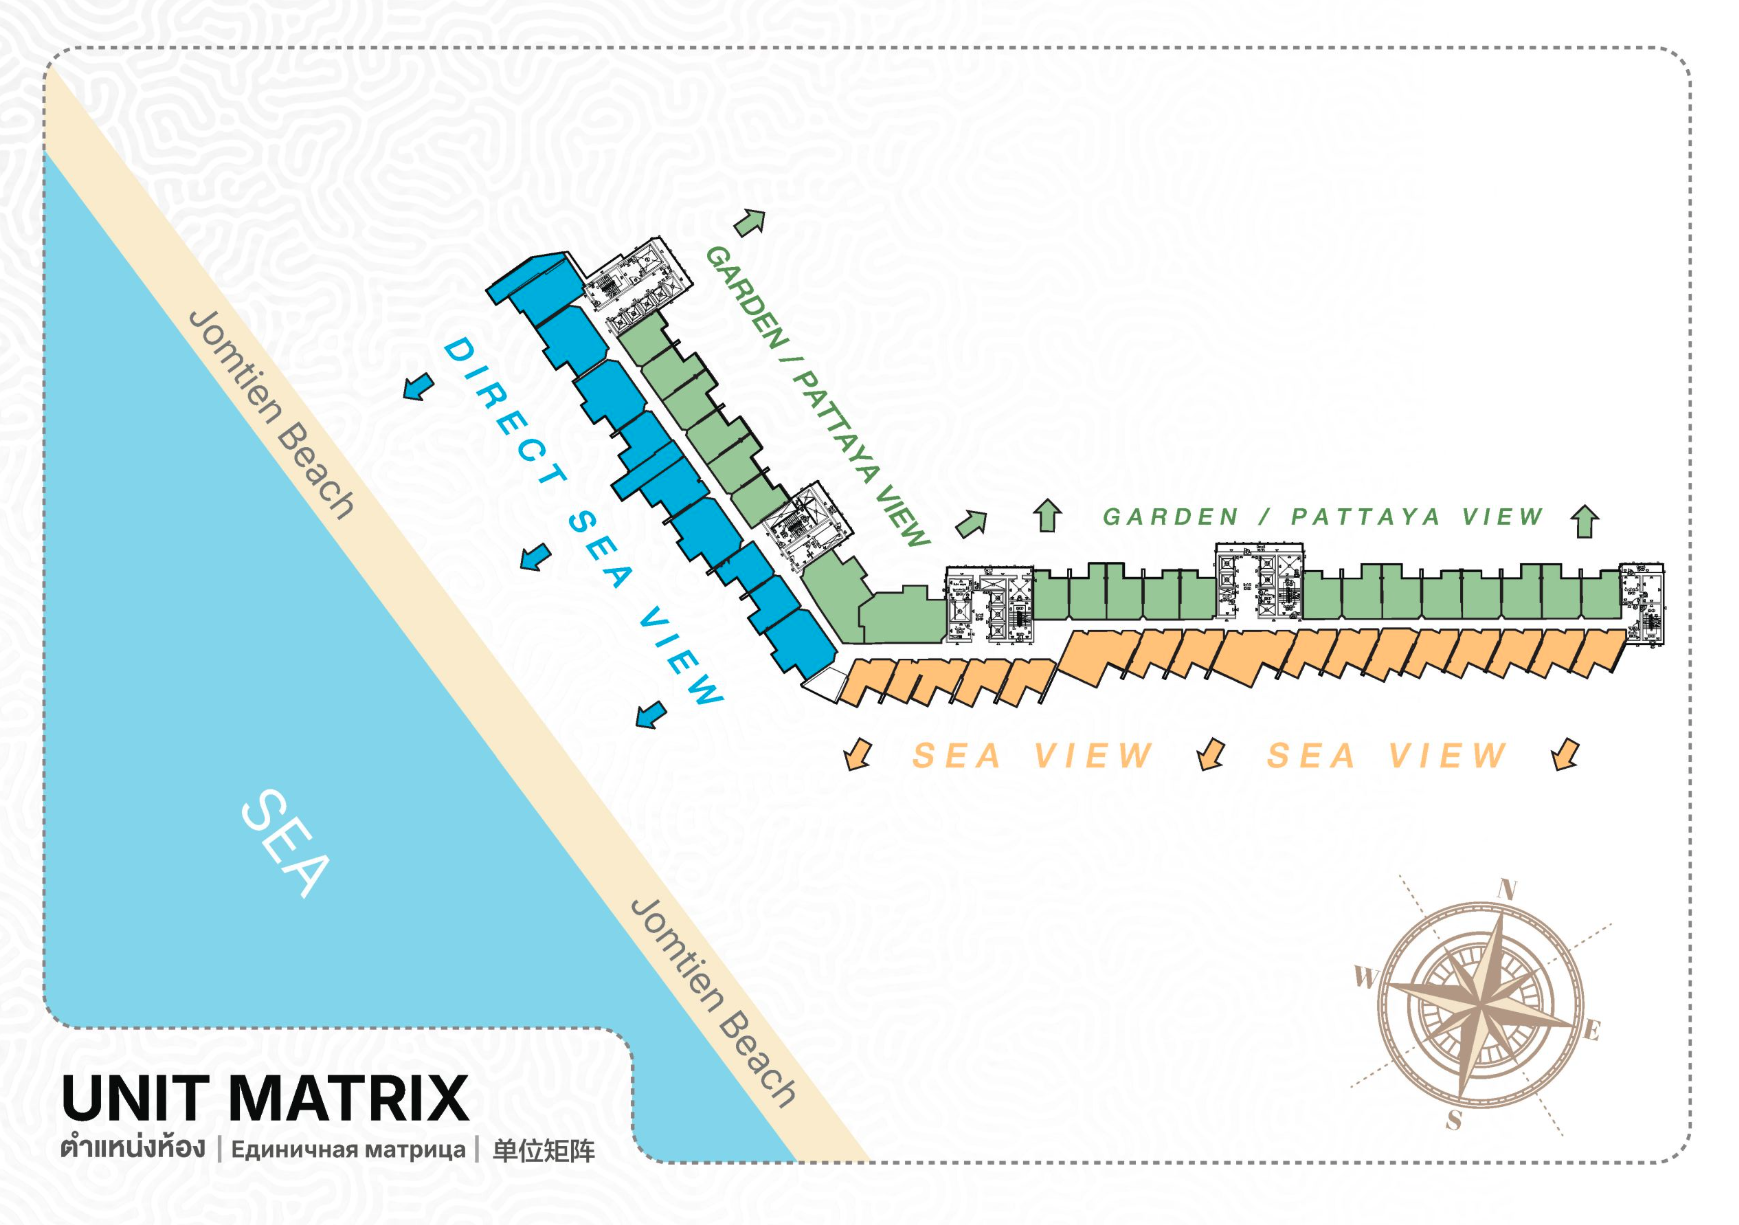 GARDEN / PATTAYA VIEW
Jomtien Beach
DIRECT SEA VIEW
GARDEN / PATTAYA VIEW
SEA VIEW
SEA VIEW
SEA
Jomtien Beach
N
W
E
S
UNIT MATRIX
ตำแหน่งห้อง | Единичная матрица | 单位矩阵